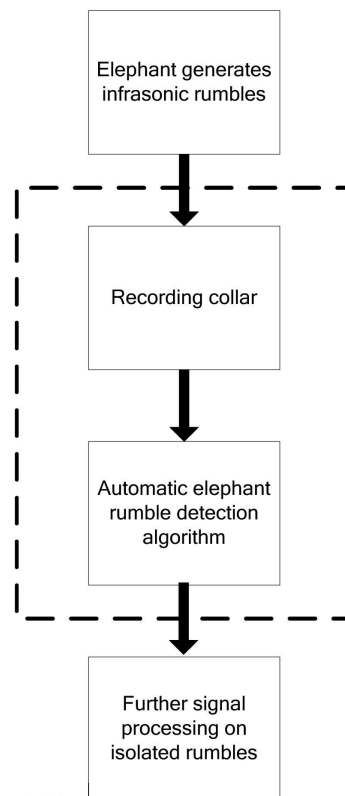 Elephant generates
infrasonic rumbles
Recording collar
Automatic elephant
rumble detection
algorithm
Further signal
processing on
isolated rumbles